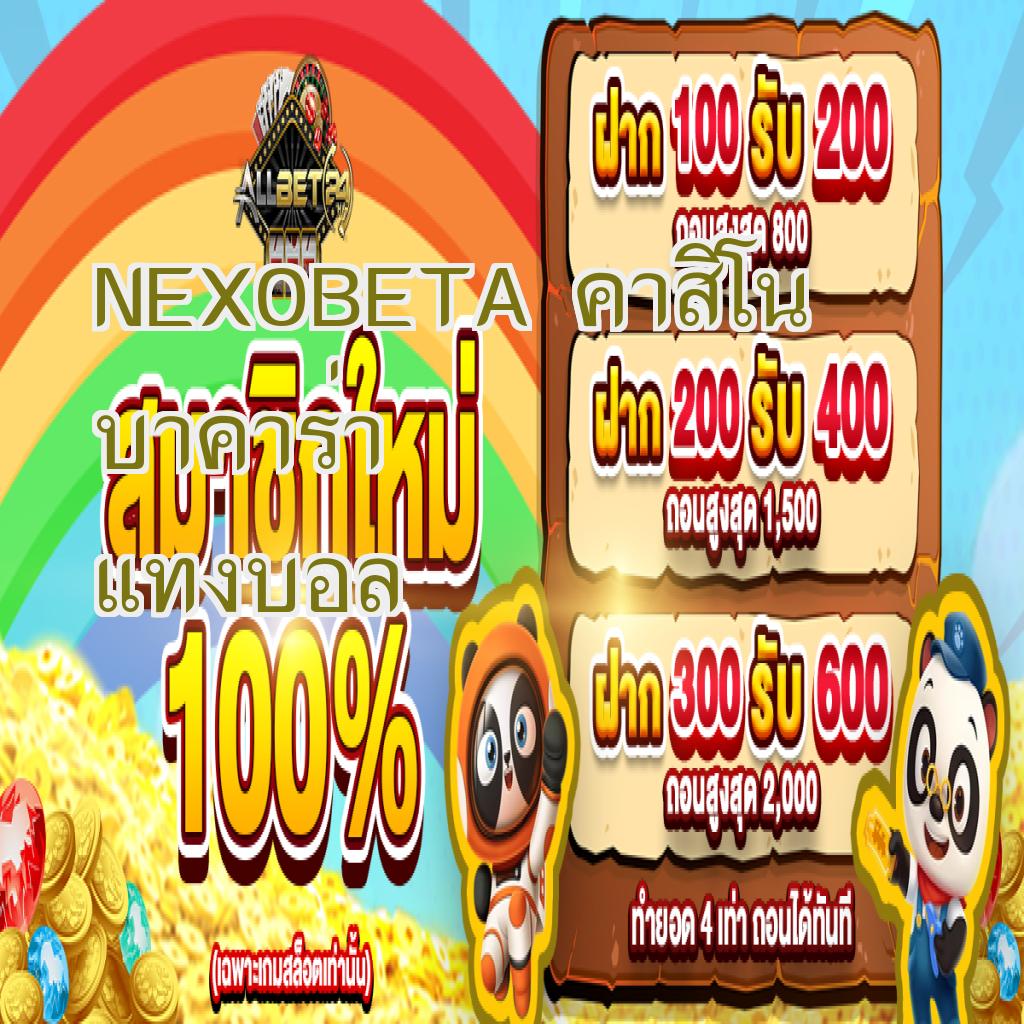 ALLBET24
NEXOBETA คาสิโน
บาคาร่า
แทงบอล
สมาชิกใหม่
100%
(เฉพาะเกมสล็อตเท่านั้น)
ฝาก 100 รับ 200
ถอนสูงสุด 800
ฝาก 200 รับ 400
ถอนสูงสุด 1,500
ฝาก 300 รับ 600
ถอนสูงสุด 2,000
ทำยอด 4 เท่า ถอนได้ทันที